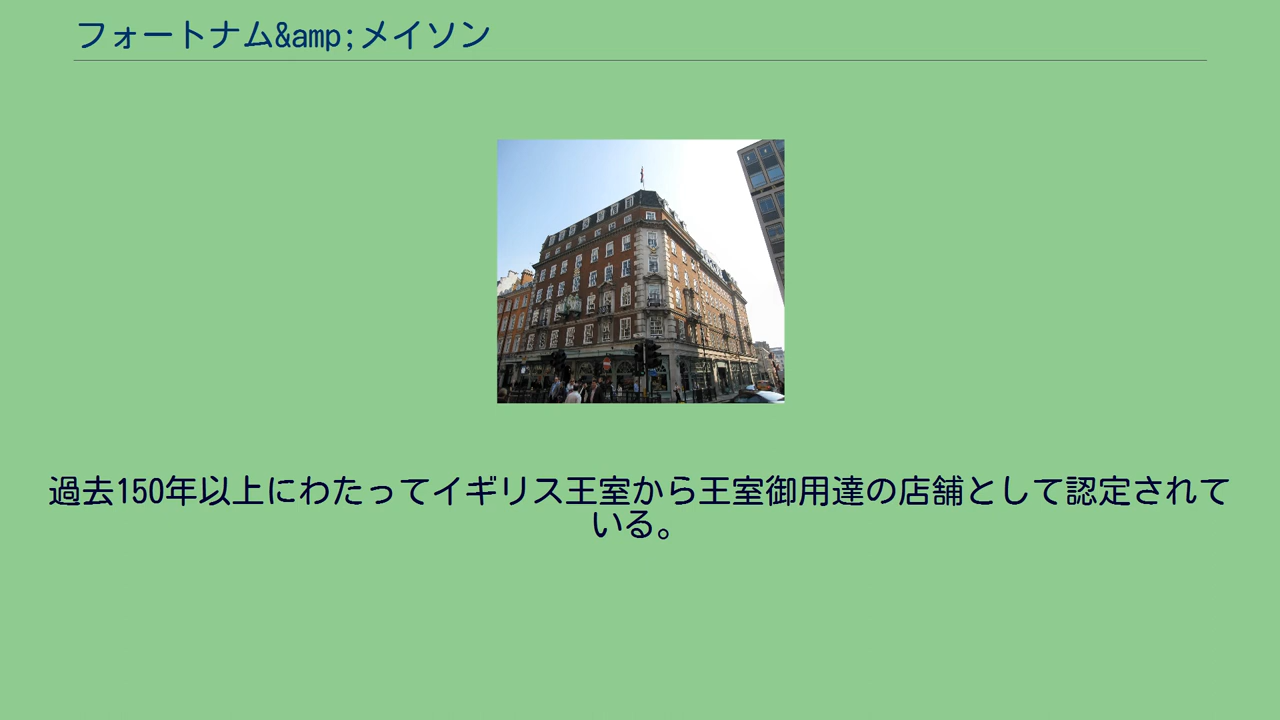 フォートナム&amp;メイソン
過去150年以上にわたってイギリス王室から王室御用達の店舗として認定されて
いる。